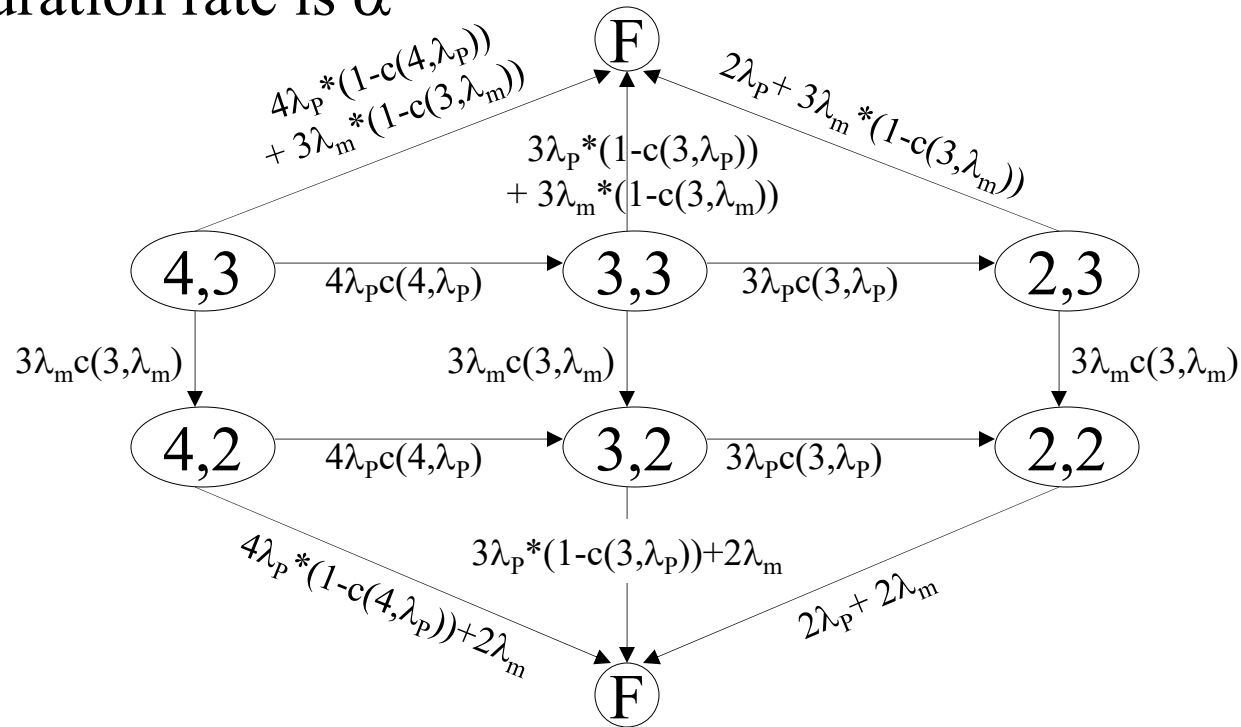 uration rate is α
F
4λP*(1-c(4,λP))
+ 3λm*(1-c(3,λm))
3λP*(1-c(3,λP))
+ 3λm*(1-c(3,λm))
2λP+ 3λm *(1-c(3,λm))
4,3
4λPc(4,λP)
3,3
3λPc(3,λP)
2,3
3λmc(3,λm)
3λmc(3,λm)
3λmc(3,λm)
4,2
4λPc(4,λP)
3,2
3λPc(3,λP)
2,2
4λP*(1-c(4,λP))+2λm
3λP*(1-c(3,λP))+2λm
2λP+ 2λm
F